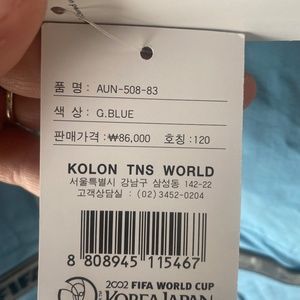 품 명 : AUN-508-83
색 상 : G.BLUE
판매가격 : ₩86,000 호칭 : 120
KOLON TNS WORLD
서울특별시 강남구 삼성동 142-22
고객상담실 : (02) 3452-0204
8 808945 115467
2002 FIFA WORLD CUP
KOREA JAPAN